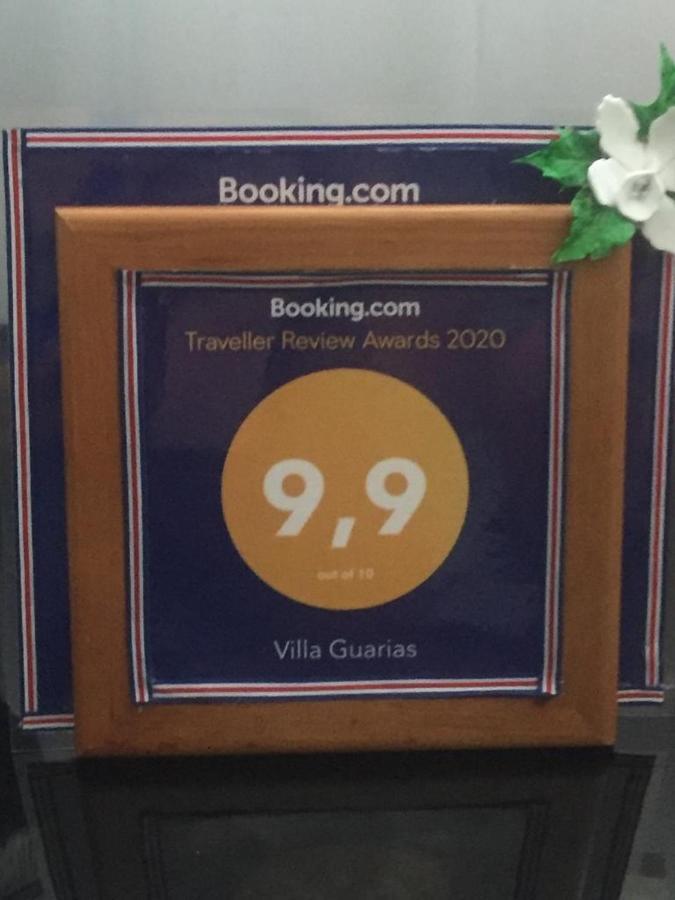 Booking.com
Booking.com
Traveller Review Awards 2020
9,9
out of 10
Villa Guarias